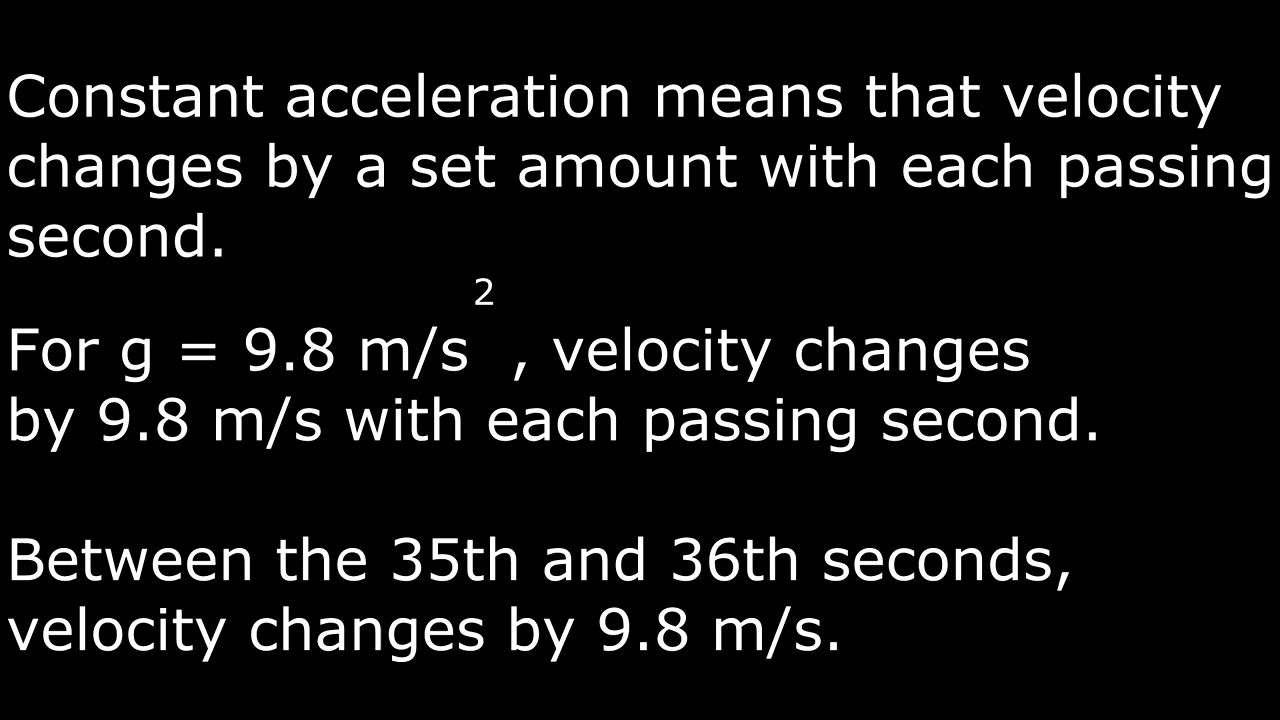 Constant acceleration means that velocity
changes by a set amount with each passing
second.
For g = 9.8 m/s², velocity changes
by 9.8 m/s with each passing second.
Between the 35th and 36th seconds,
velocity changes by 9.8 m/s.